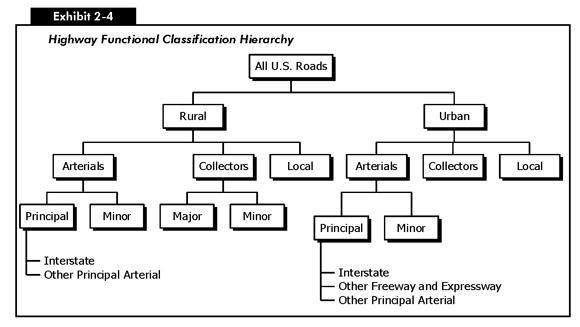 Exhibit 2-4
Highway Functional Classification Hierarchy
All U.S. Roads
Rural
Urban
Arterials
Collectors
Local
Arterials
Collectors
Local
Principal
Minor
Major
Minor
Principal
Minor
Interstate
Other Principal Arterial
Interstate
Other Freeway and Expressway
Other Principal Arterial